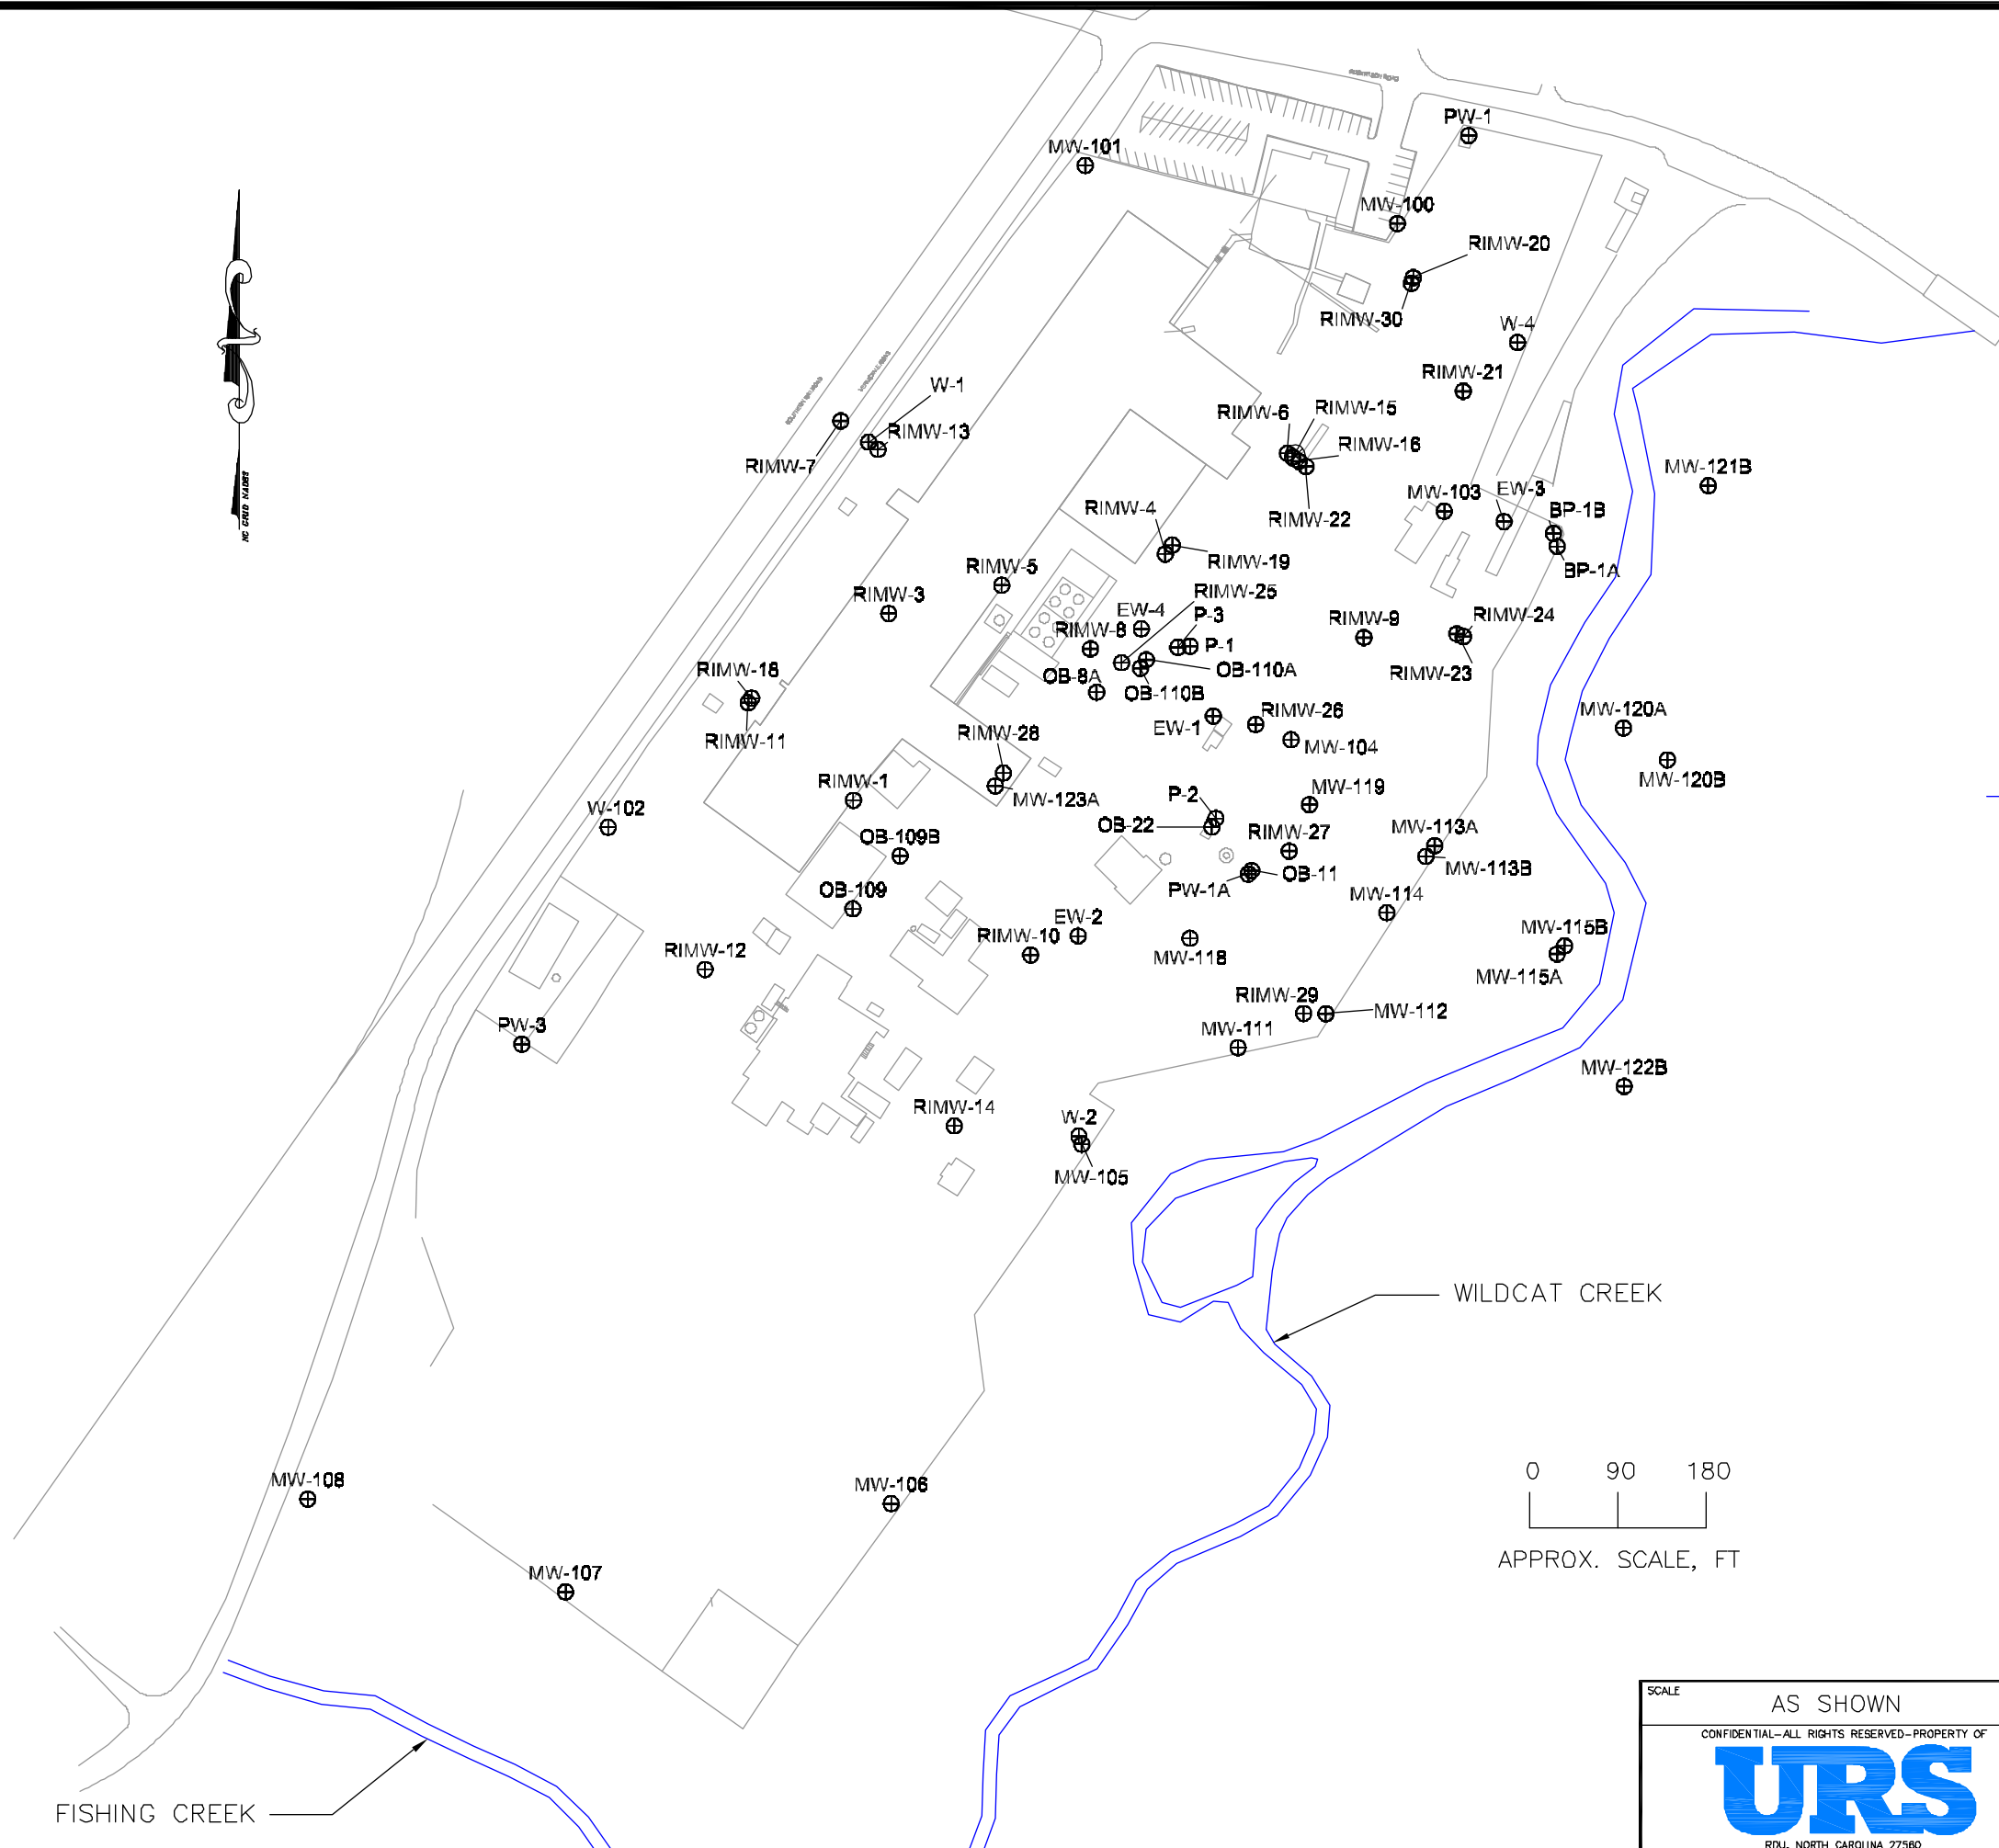 PW-1
MW-101
MW-100
RIMW-20
RIMW-30
W-4
RIMW-21
W-1
RIMW-13
RIMW-7
RIMW-6
RIMW-15
RIMW-16
RIMW-22
MW-121B
MW-103
EW-3
BP-1B
BP-1A
NC GRID NAD83
RIMW-4
RIMW-19
RIMW-5
RIMW-3
RIMW-25
EW-4
P-3
RIMW-8
P-1
RIMW-9
RIMW-24
RIMW-23
OB-110A
OB-8A
OB-110B
RIMW-18
RIMW-11
EW-1
RIMW-26
MW-104
MW-120A
MW-120B
RIMW-28
MW-123A
RIMW-1
W-102
P-2
MW-119
OB-22
RIMW-27
MW-113A
MW-113B
OB-109B
OB-109
PW-1A
OB-11
MW-114
EW-2
RIMW-10
MW-118
MW-115B
MW-115A
RIMW-12
RIMW-29
MW-112
MW-111
PW-3
MW-122B
RIMW-14
W-2
MW-105
WILDCAT CREEK
MW-108
MW-106
0 90 180
APPROX. SCALE, FT
MW-107
FISHING CREEK
SCALE
AS SHOWN
CONFIDENTIAL-ALL RIGHTS RESERVED-PROPERTY OF
URS
RDU, NORTH CAROLINA 27560